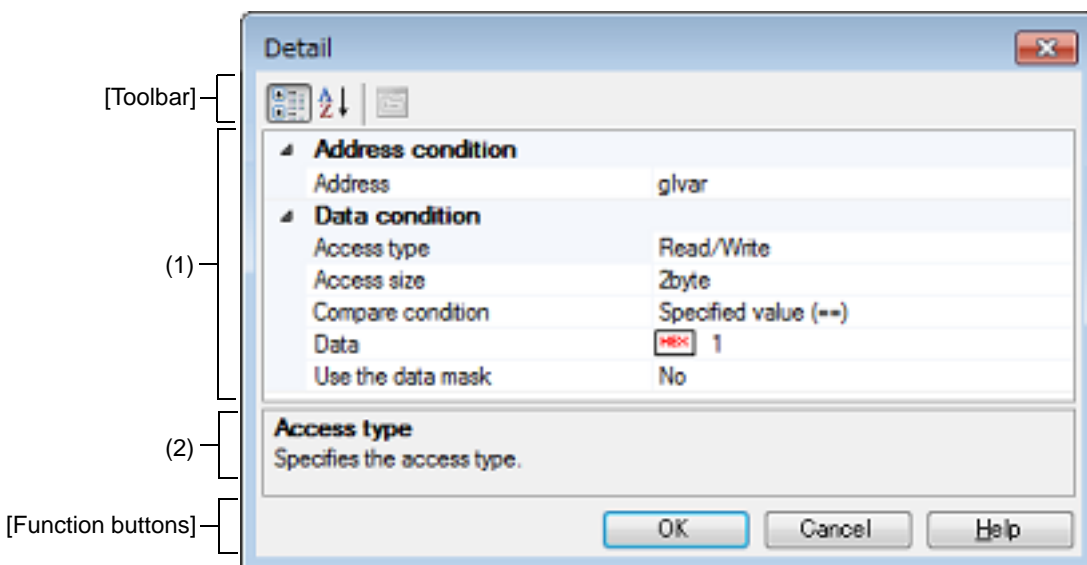 Detail
[Toolbar]
A
Z
(1)
Address condition
Address glvar
Data condition
Access type Read/Write
Access size 2byte
Compare condition Specified value (==)
Data HEX 1
Use the data mask No
(2)
Access type
Specifies the access type.
[Function buttons]
OK Cancel Help